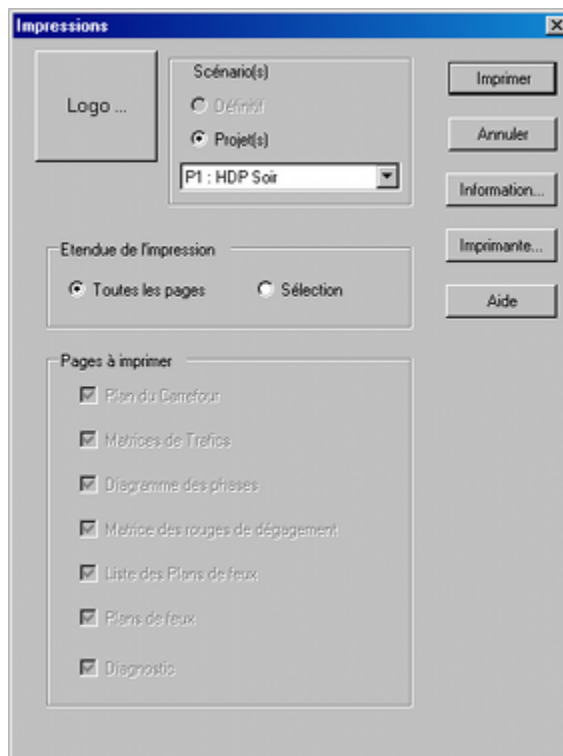 Impressions
Logo ...
Scénario(s)
Définitif
Projet(s)
P1 : HDP Soir
Imprimer
Annuler
Information...
Imprimante...
Aide
Etendue de l'impression
Toutes les pages
Sélection
Pages à imprimer
Plan du Carrefour
Matrices de Trafics
Diagramme des phases
Matrice des rouges de dégagement
Liste des Plans de feux
Plans de feux
Diagnostic